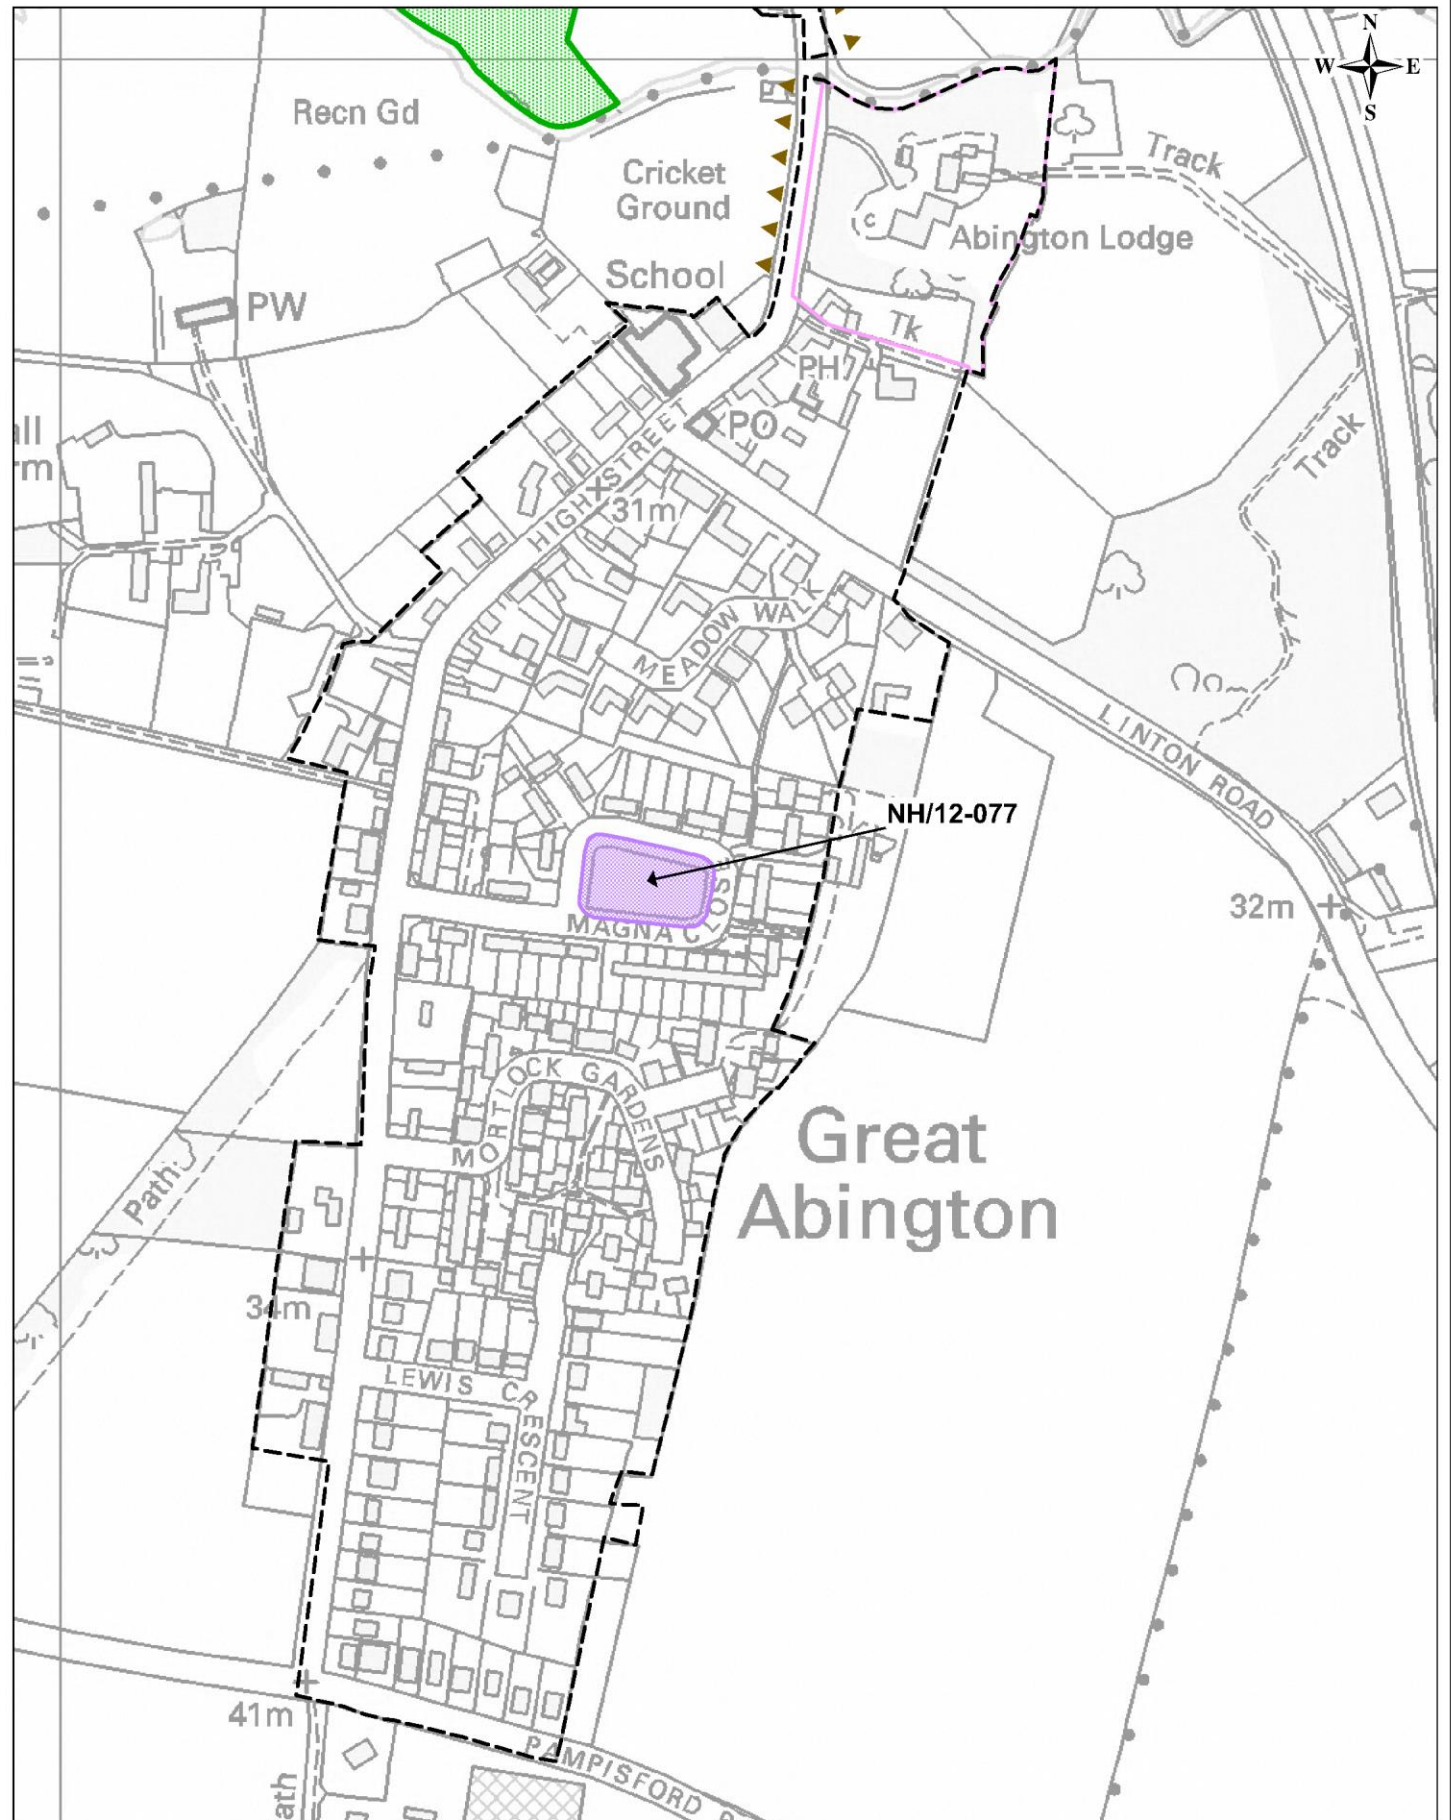 N
W E
S
Recn Gd
Cricket
Ground
Track
Abington Lodge
School
PW
Tk
PH
PO
HIGH STREET
31m
Track
MEADOW WALK
LINTON ROAD
NH/12-077
MAGNA CLOSE
32m
MORTLOCK GARDENS
Great
Abington
Path
34m
LEWIS CRESCENT
41m
PAMPISFORD